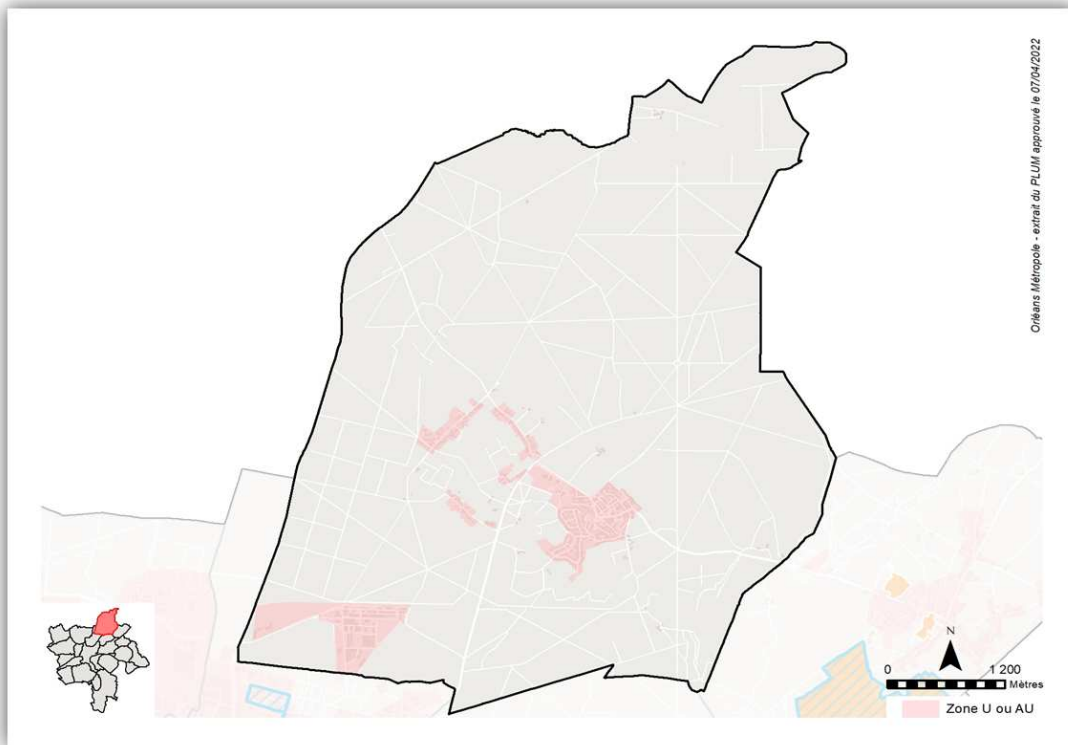 Orléans Métropole - extrait du PLUM approuvé le 07/04/2022
N
0 1 200
Mètres
Zone U ou AU